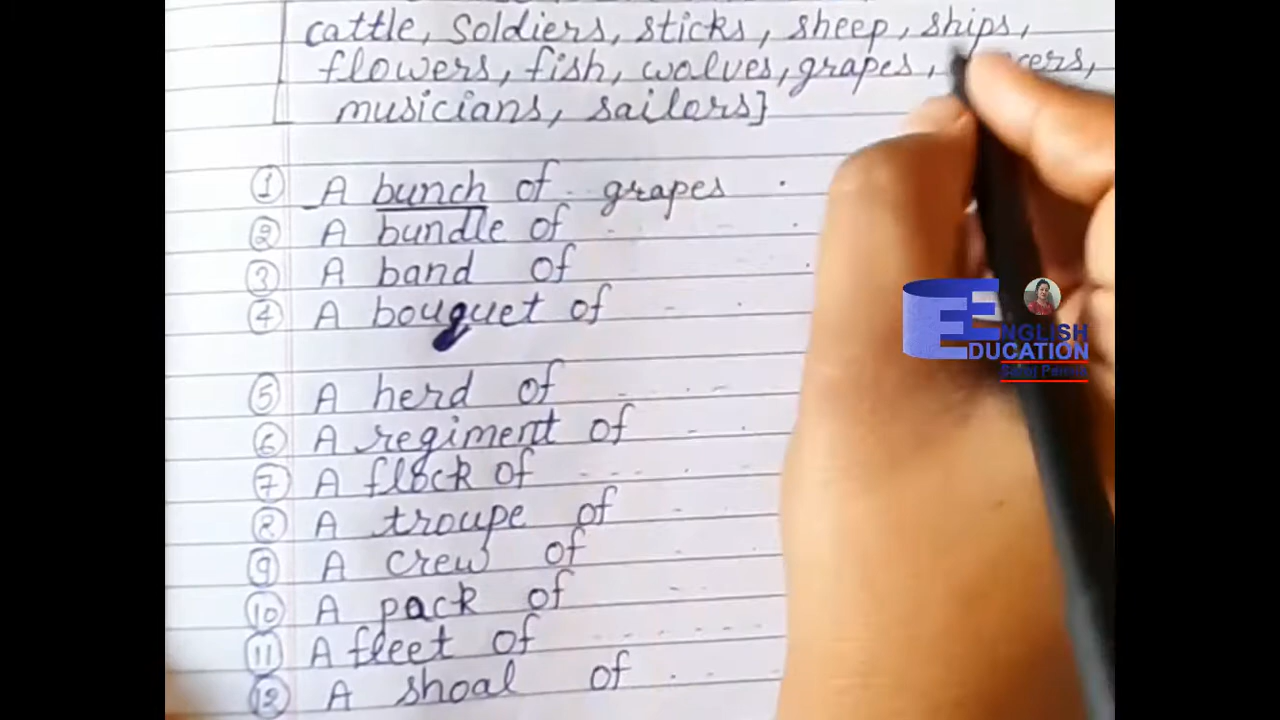 cattle, soldiers, sticks, sheep, ships,
flowers, fish, wolves, grapes,
musicians, sailors]
① A bunch of grapes
② A bundle of
③ A band of
④ A bouquet of
⑤ A herd of
⑥ A regiment of
⑦ A flock of
⑧ A troupe of
⑨ A crew of
⑩ A pack of
⑪ A fleet of
⑫ A shoal of
ENGLISH
EDUCATION